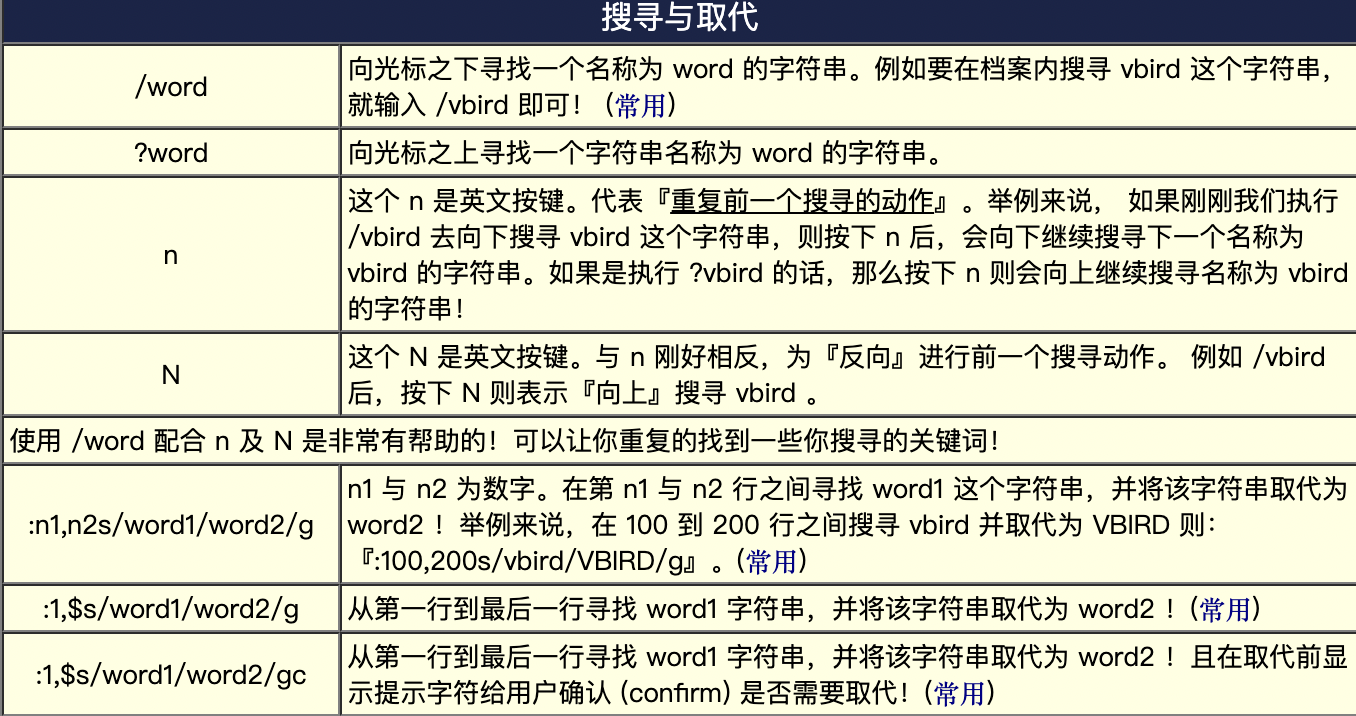 搜寻与取代
/word
向光标之下寻找一个名称为 word 的字符串。例如要在档案内搜寻 vbird 这个字符串，
就输入 /vbird 即可！（常用）
?word
向光标之上寻找一个字符串名称为 word 的字符串。
n
这个 n 是英文按键。代表『重复前一个搜寻的动作』。举例来说， 如果刚刚我们执行
/vbird 去向下搜寻 vbird 这个字符串，则按下 n 后，会向下继续搜寻下一个名称为
vbird 的字符串。如果是执行 ?vbird 的话，那么按下 n 则会向上继续搜寻名称为 vbird
的字符串！
N
这个 N 是英文按键。与 n 刚好相反，为『反向』进行前一个搜寻动作。 例如 /vbird
后，按下 N 则表示『向上』搜寻 vbird 。
使用 /word 配合 n 及 N 是非常有帮助的！可以让你重复的找到一些你搜寻的关键词！
:n1,n2s/word1/word2/g
n1 与 n2 为数字。在第 n1 与 n2 行之间寻找 word1 这个字符串，并将该字符串取代为
word2 ！举例来说，在 100 到 200 行之间搜寻 vbird 并取代为 VBIRD 则：
『:100,200s/vbird/VBIRD/g』。(常用)
:1,$s/word1/word2/g
从第一行到最后一行寻找 word1 字符串，并将该字符串取代为 word2 ！(常用)
:1,$s/word1/word2/gc
从第一行到最后一行寻找 word1 字符串，并将该字符串取代为 word2 ！且在取代前显
示提示字符给用户确认 (confirm) 是否需要取代！(常用)